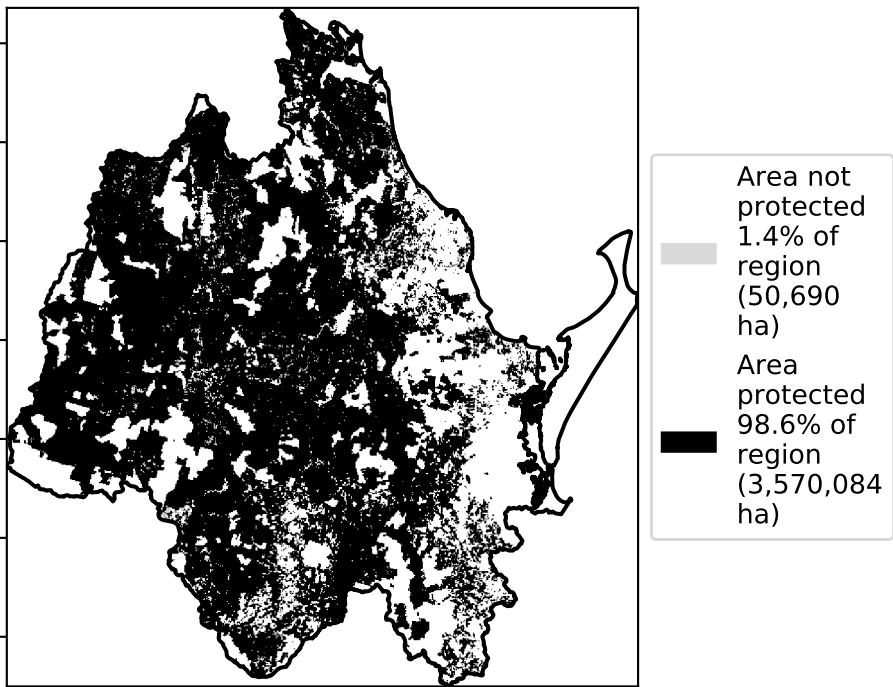 Area not
protected
1.4% of
region
(50,690
ha)
Area
protected
98.6% of
region
(3,570,084
ha)